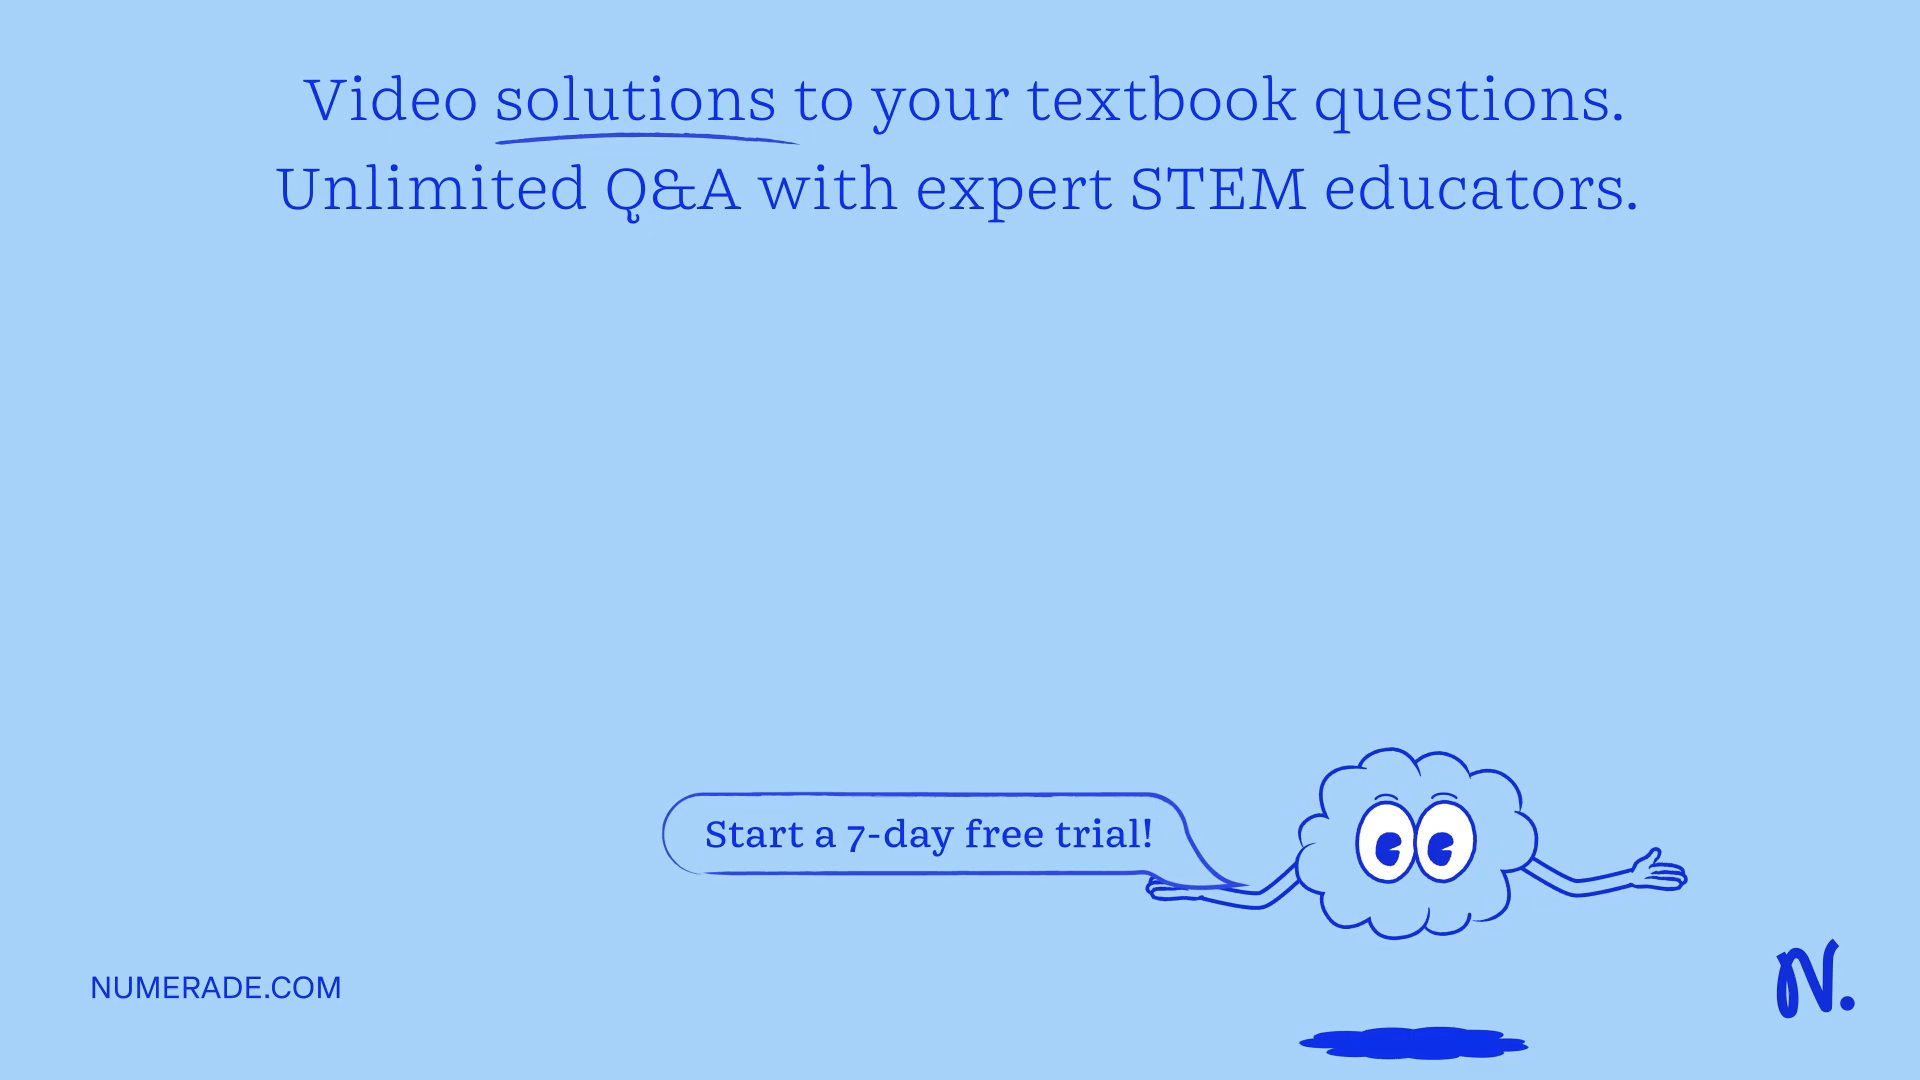 Video solutions to your textbook questions.
Unlimited Q&A with expert STEM educators.
Start a 7-day free trial!
NUMERADE.COM
N.